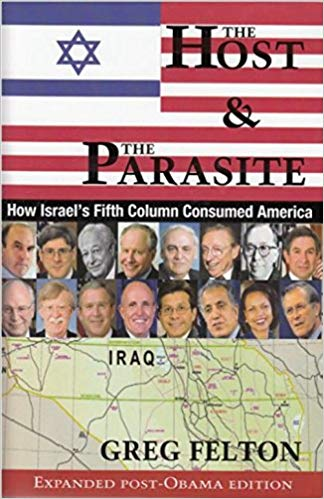 THE
HOST
&
THE
PARASITE
How Israel's Fifth Column Consumed America
IRAQ
GREG FELTON
EXPANDED POST-OBAMA EDITION